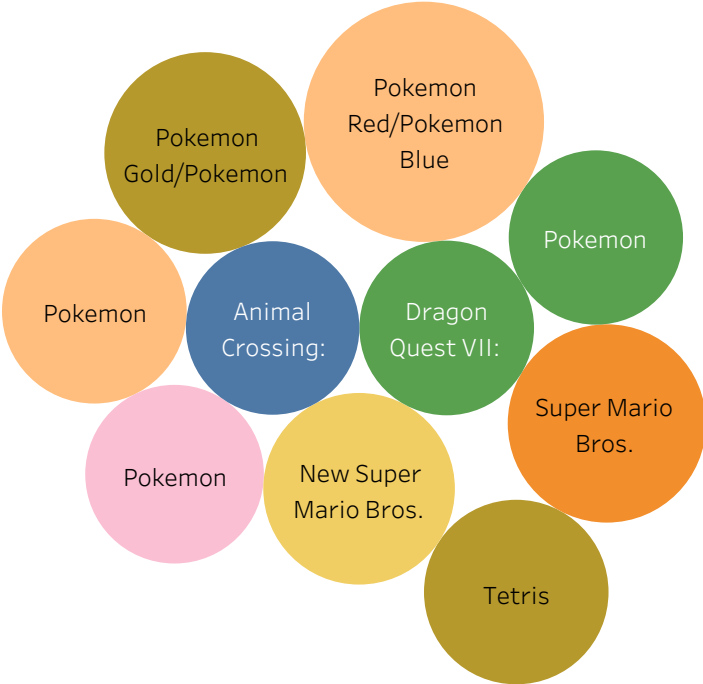 Pokemon
Red/Pokemon
Blue
Pokemon
Gold/Pokemon
Pokemon
Pokemon
Animal
Crossing:
Dragon
Quest VII:
Super Mario
Bros.
Pokemon
New Super
Mario Bros.
Tetris